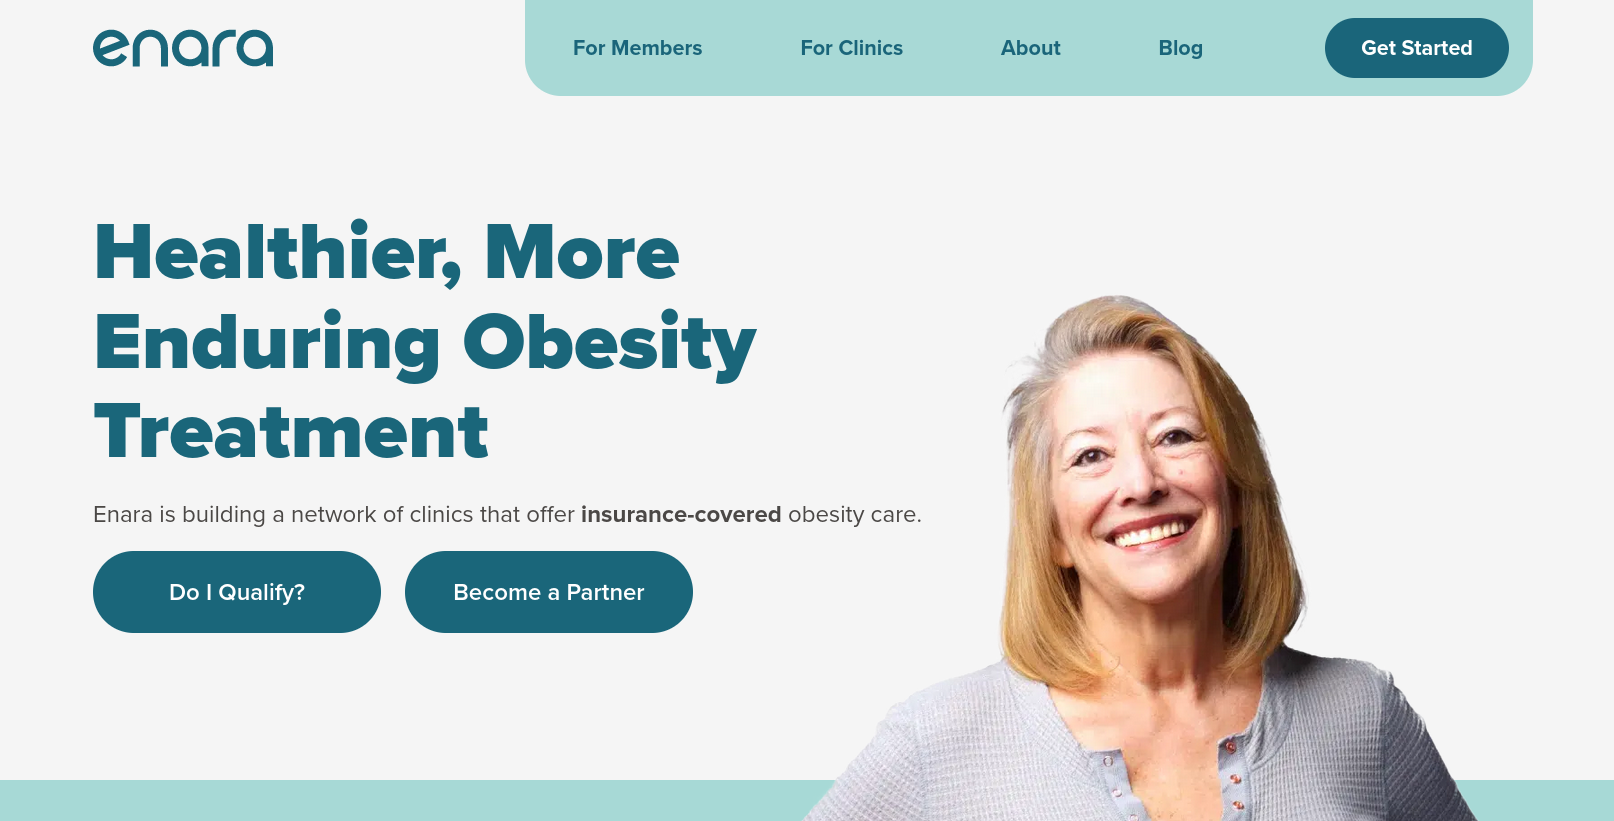 enara
For Members
For Clinics
About
Blog
Get Started
Healthier, More
Enduring Obesity
Treatment
Enara is building a network of clinics that offer insurance-covered obesity care.
Do I Qualify?
Become a Partner